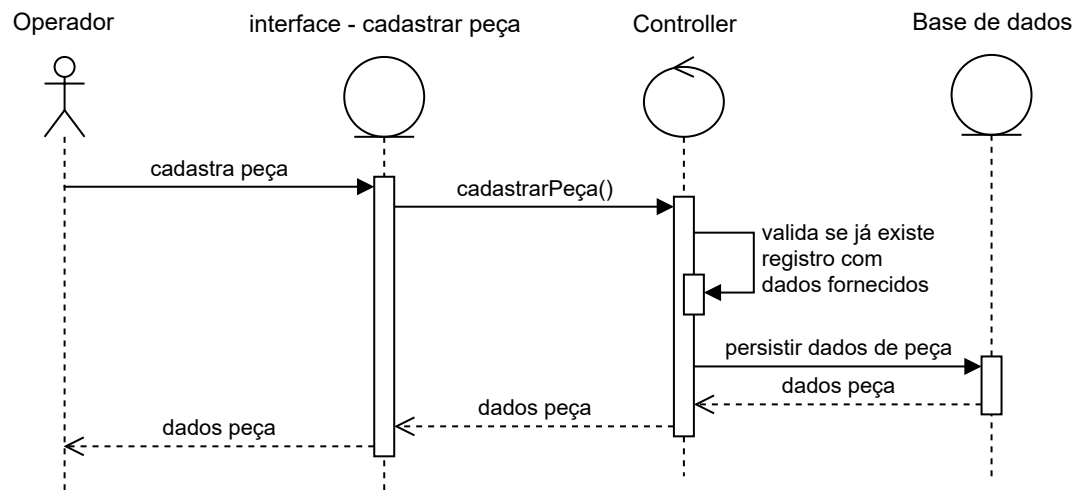 Operador
interface - cadastrar peça
Controller
Base de dados
cadastra peça
cadastrarPeça()
valida se já existe
registro com
dados fornecidos
persistir dados de peça
dados peça
dados peça
dados peça